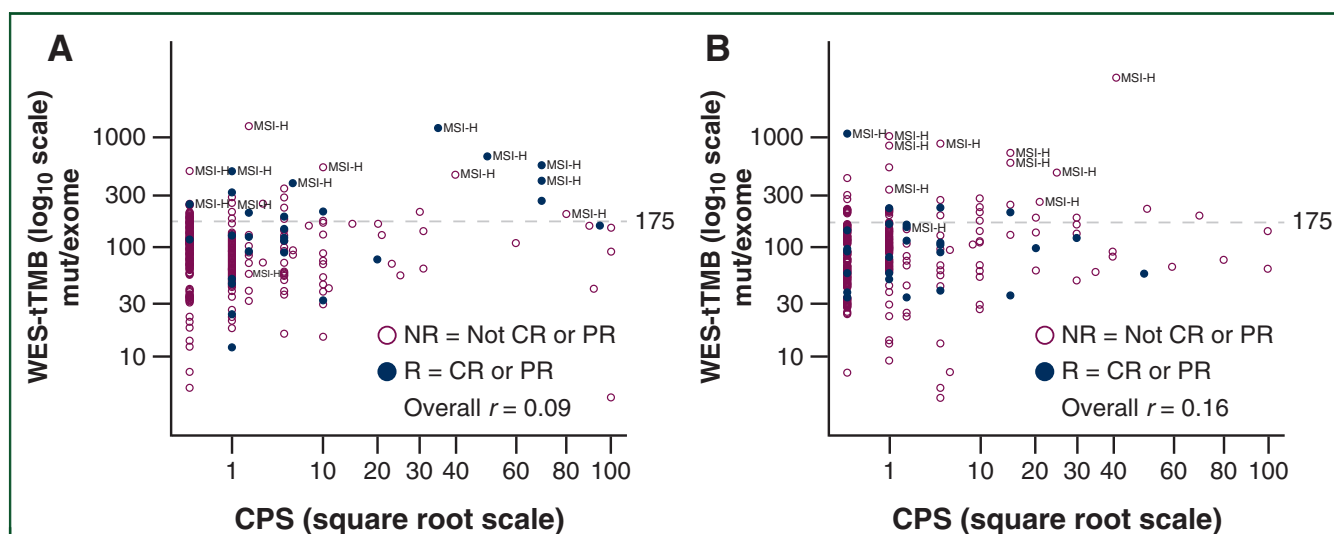 A
WES-tTMB (log10 scale)
mut/exome
1000
300
100
30
10
175
MSI-H
MSI-H
MSI-H
MSI-H
MSI-H
MSI-H
MSI-H
MSI-H
MSI-H
MSI-H
MSI-H
MSI-H
MSI-H
MSI-H
NR = Not CR or PR
R = CR or PR
Overall r = 0.09
1 10 20 30 40 60 80 100
CPS (square root scale)
B
WES-tTMB (log10 scale)
mut/exome
1000
300
100
30
10
175
MSI-H
MSI-H
MSI-H
MSI-H
MSI-H
MSI-H
MSI-H
MSI-H
MSI-H
MSI-H
MSI-H
NR = Not CR or PR
R = CR or PR
Overall r = 0.16
1 10 20 30 40 60 80 100
CPS (square root scale)